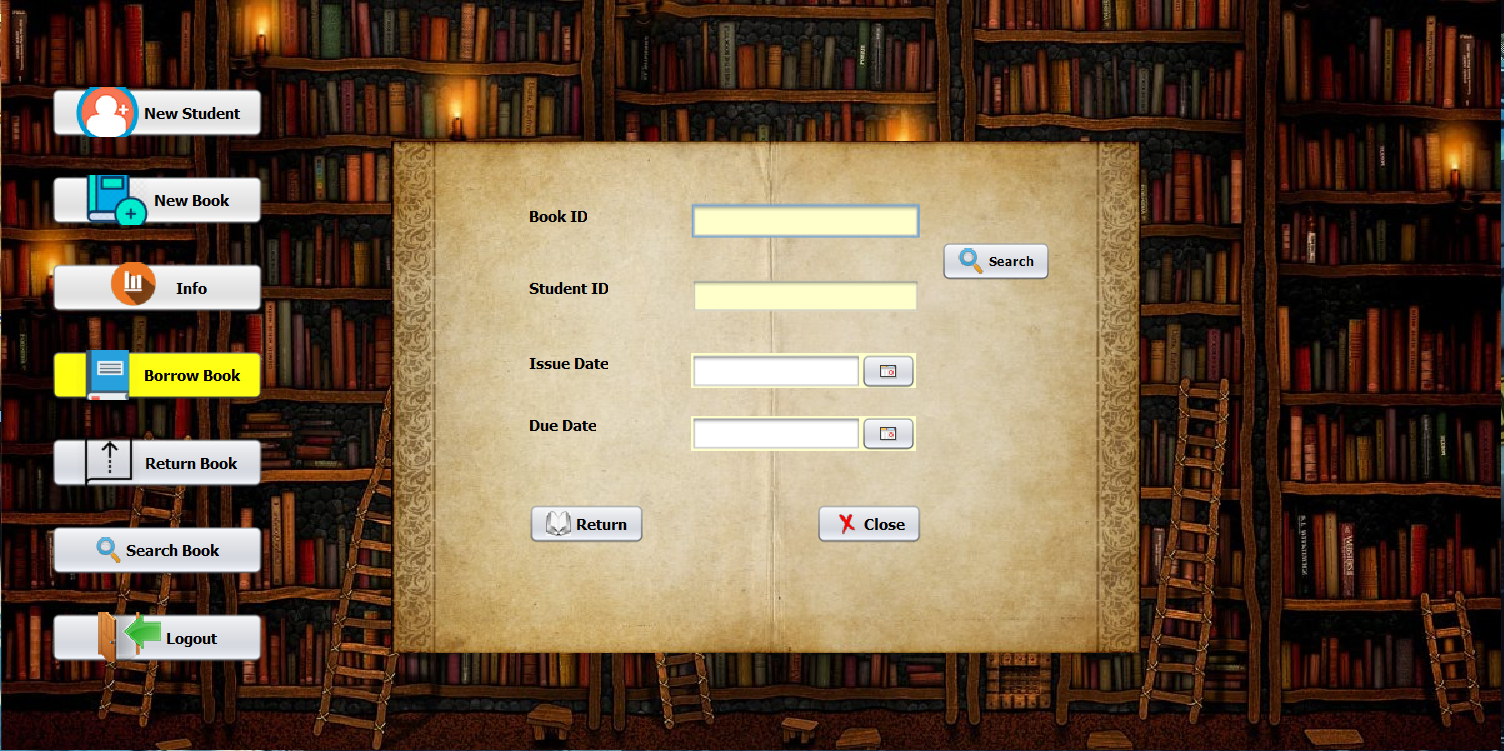 New Student
New Book
Info
Borrow Book
Return Book
Search Book
Logout
Book ID
Search
Student ID
Issue Date
Due Date
Return
Close